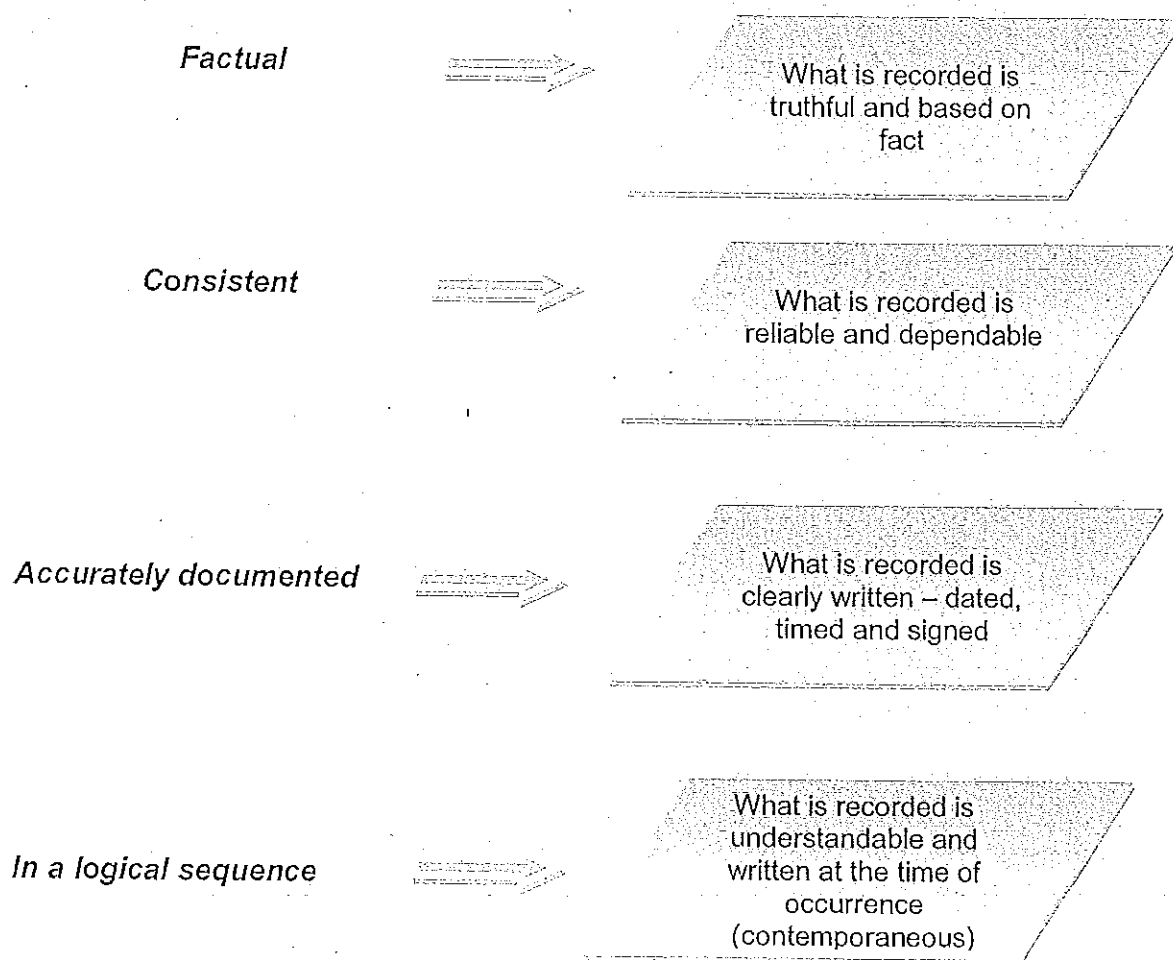 Factual
What is recorded is
truthful and based on
fact
Consistent
What is recorded is
reliable and dependable
Accurately documented
What is recorded is
clearly written – dated,
timed and signed
In a logical sequence
What is recorded is
understandable and
written at the time of
occurrence
(contemporaneous)